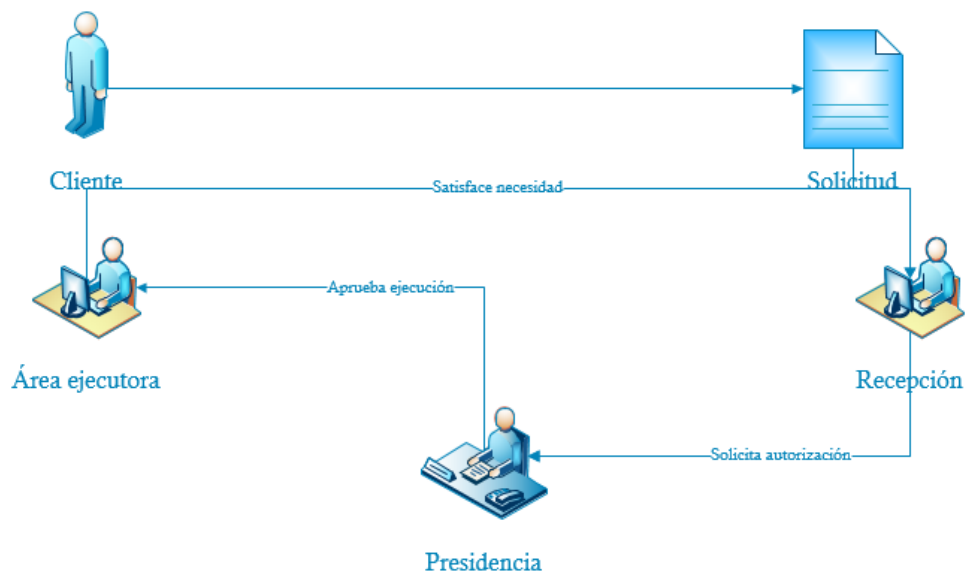 Cliente
Solicitud
Satisface necesidad
Aprueba ejecución
Área ejecutora
Recepción
Solicita autorización
Presidencia